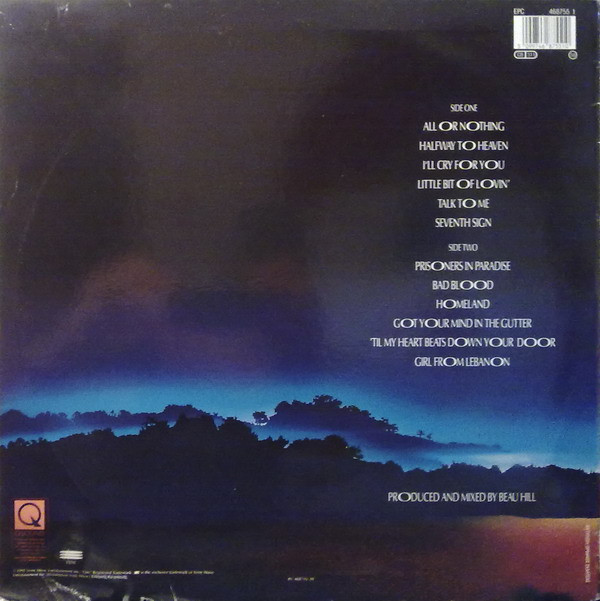 EPC 466755 1
SIDE ONE
ALL OR NOTHING
HALFWAY TO HEAVEN
I'LL CRY FOR YOU
LITTLE BIT OF LOVIN'
TALK TO ME
SEVENTH SIGN
SIDE TWO
PRISONERS IN PARADISE
BAD BLOOD
HOMELAND
GOT YOUR MIND IN THE GUTTER
'TIL MY HEART BEATS DOWN YOUR DOOR
GIRL FROM LEBANON
PRODUCED AND MIXED BY BEAU HILL
Q